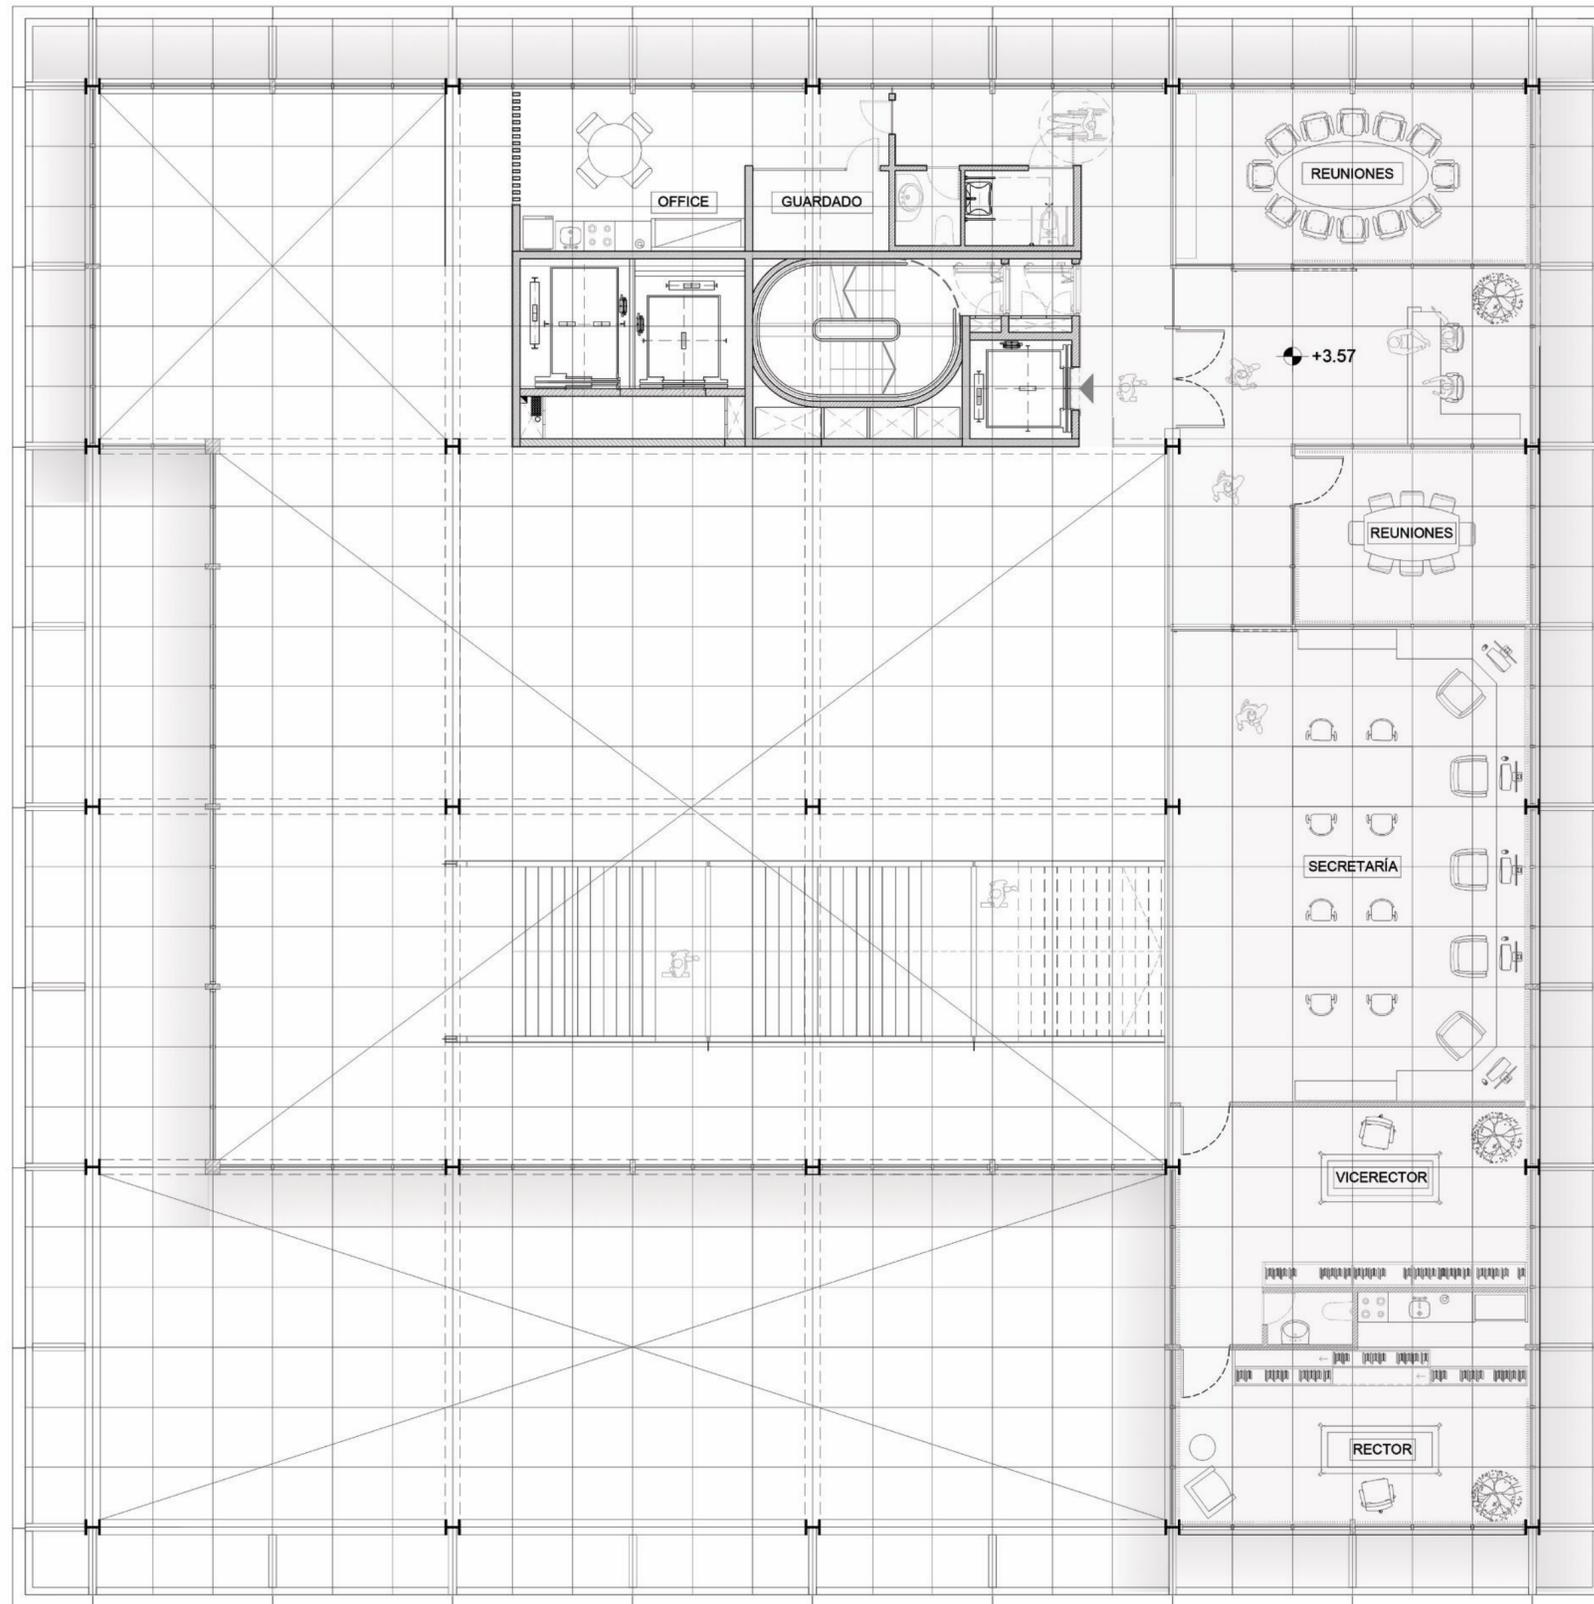 REUNIONES
OFFICE
GUARDADO
+3.57
REUNIONES
SECRETARÍA
VICERECTOR
RECTOR